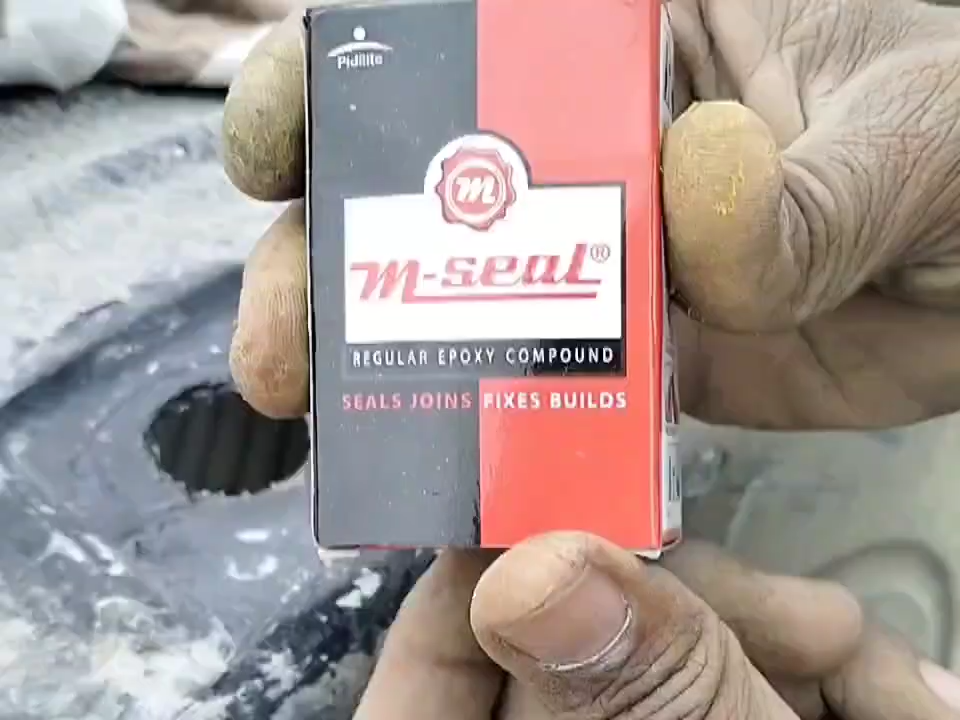 Pidilite
m
m-seal®
REGULAR EPOXY COMPOUND
SEALS JOINS FIXES BUILDS